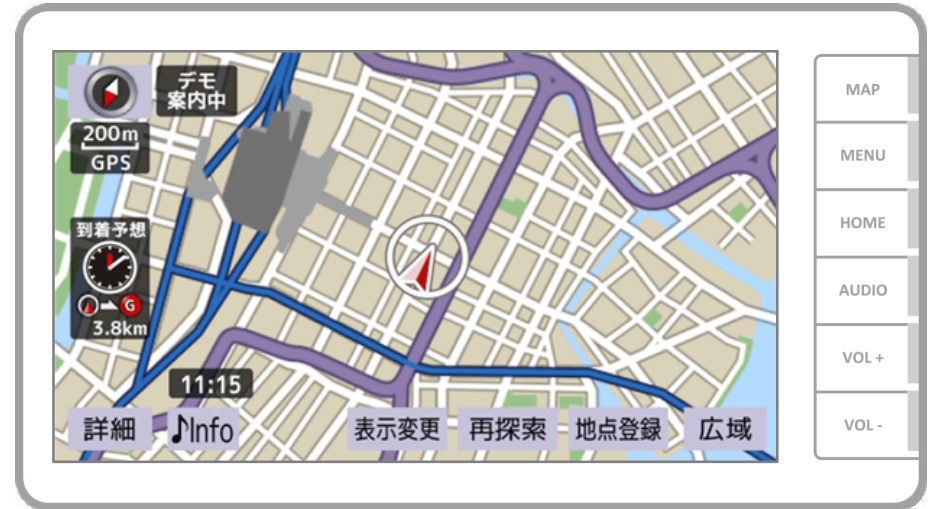 デモ
案内中
200m
GPS
到着予想
G
3.8km
11:15
詳細
♪Info
表示変更
再探索
地点登録
広域
MAP
MENU
HOME
AUDIO
VOL +
VOL -